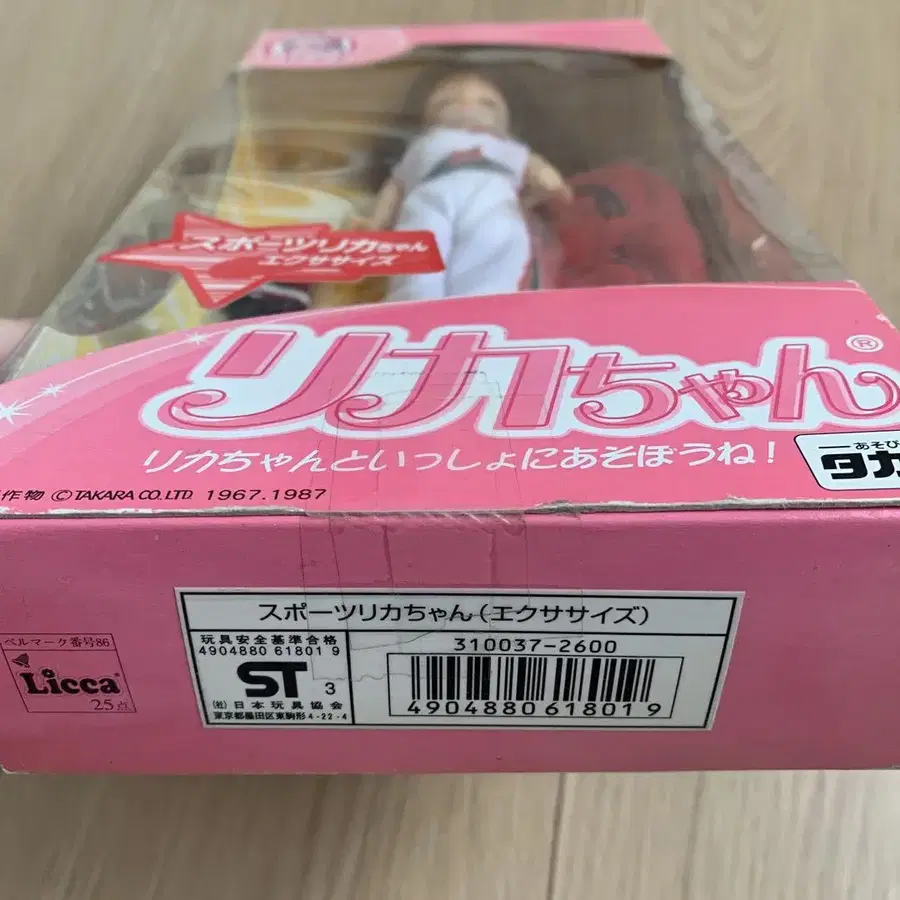 スポーツリカちゃん
エクササイズ
リカちゃん®
リカちゃんといっしょにあそぼうね!
作物 ©TAKARA CO.LTD 1967.1987
あそび
タカ
ベルマーク番号86
Licca
25点
スポーツリカちゃん(エクササイズ)
玩具安全基準合格
4904880 61801 9
ST 3
(社)日本玩具協会
東京都墨田区東駒形4-22-4
310037-2600
4904880618019